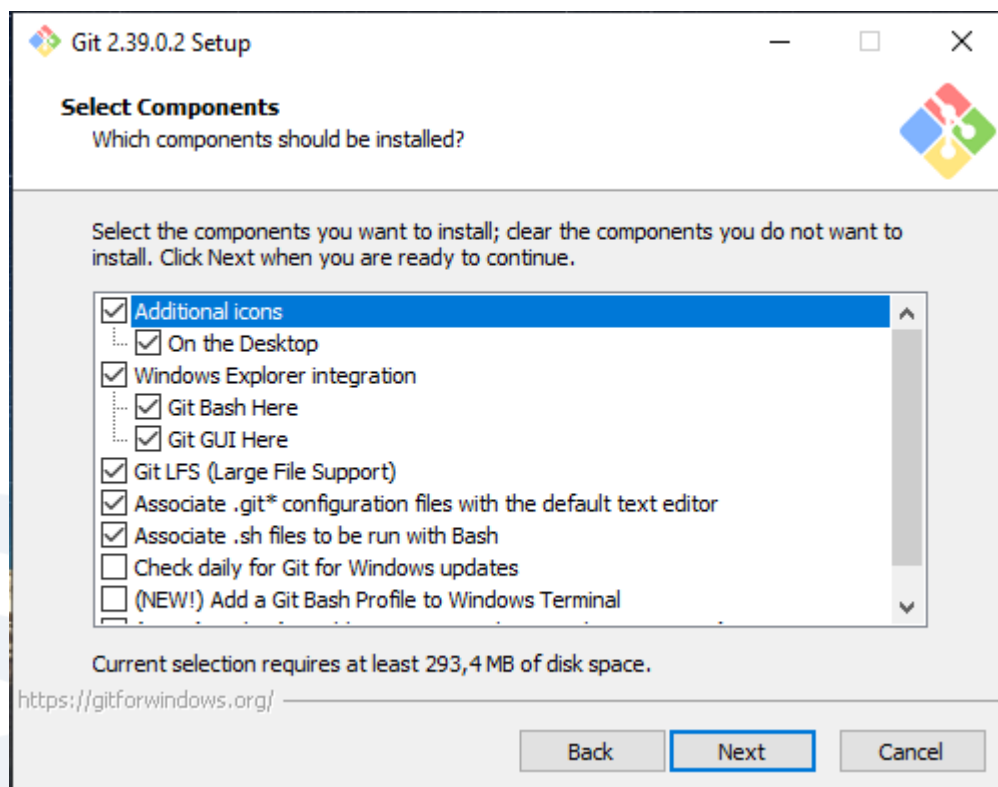 Git 2.39.0.2 Setup
Select Components
Which components should be installed?
Select the components you want to install; clear the components you do not want to
install. Click Next when you are ready to continue.
Additional icons
On the Desktop
Windows Explorer integration
Git Bash Here
Git GUI Here
Git LFS (Large File Support)
Associate .git* configuration files with the default text editor
Associate .sh files to be run with Bash
Check daily for Git for Windows updates
(NEW!) Add a Git Bash Profile to Windows Terminal
Current selection requires at least 293,4 MB of disk space.
https://gitforwindows.org/
Back Next Cancel